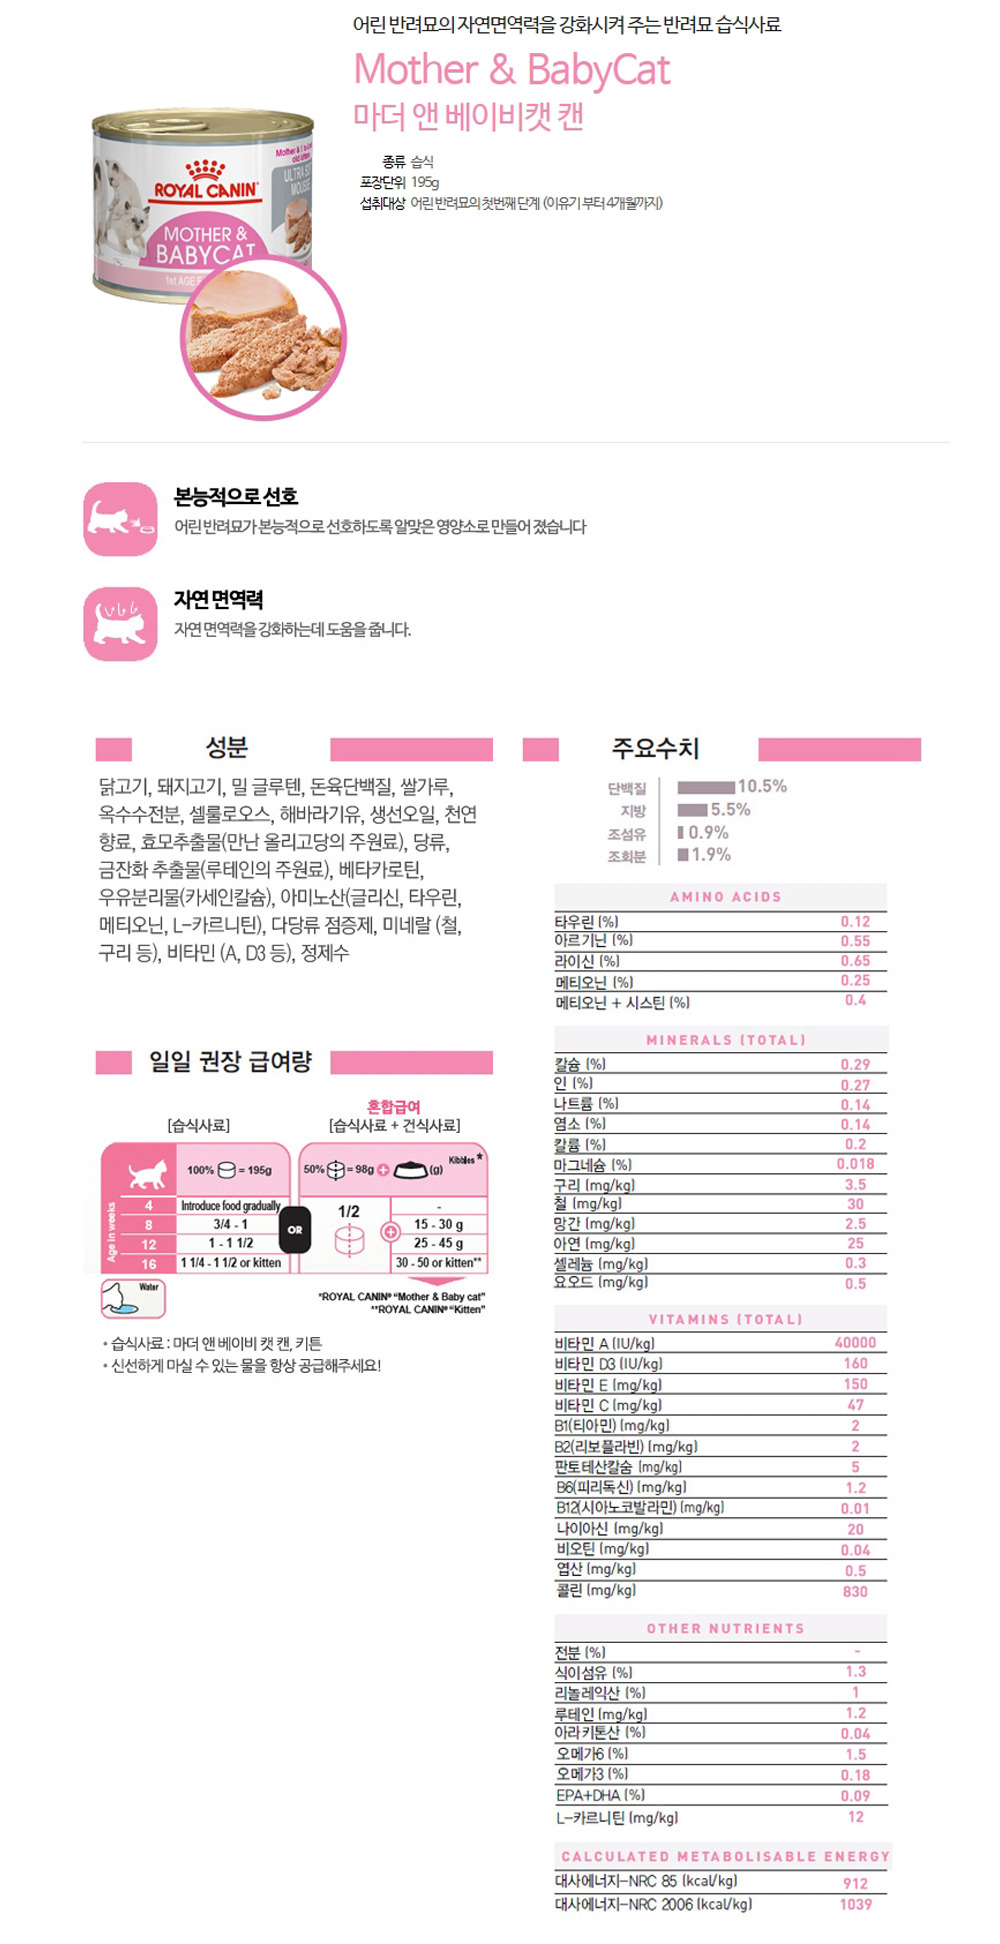 어린 반려묘의 자연면역력을 강화시켜 주는 반려묘 습식사료
Mother & BabyCat
마더 앤 베이비캣 캔
종류 습식
포장단위 195g
섭취대상 어린 반려묘의 첫번째 단계 (이유기 부터 4개월까지)
ROYAL CANIN
MOTHER &
BABYCAT
1st AGE
본능적으로 선호
어린 반려묘가 본능적으로 선호하도록 알맞은 영양소로 만들어 졌습니다
자연 면역력
자연 면역력을 강화하는데 도움을 줍니다.
성분
닭고기, 돼지고기, 밀 글루텐, 돈육단백질, 쌀가루,
옥수수전분, 셀룰로오스, 해바라기유, 생선오일, 천연
향료, 효모추출물(만난 올리고당의 주원료), 당류,
금잔화 추출물(루테인의 주원료), 베타카로틴,
우유분리물(카세인칼슘), 아미노산(글리신, 타우린,
메티오닌, L-카르니틴), 다당류 점증제, 미네랄 (철,
구리 등), 비타민 (A, D3 등), 정제수
일일 권장 급여량
혼합급여
[습식사료] [습식사료 + 건식사료]
100% = 195g 50% = 98g + (g) Kibbles *
Age in weeks
4 Introduce food gradually -
8 3/4 - 1 15 - 30 g
12 1 - 1 1/2 25 - 45 g
16 1 1/4 - 1 1/2 or kitten 30 - 50 or kitten**
OR
1/2
Water
*ROYAL CANIN® "Mother & Baby cat"
**ROYAL CANIN® "Kitten"
• 습식사료 : 마더 앤 베이비 캣 캔, 키튼
• 신선하게 마실 수 있는 물을 항상 공급해주세요!
주요수치
단백질 10.5%
지방 5.5%
조섬유 0.9%
조회분 1.9%
AMINO ACIDS
타우린 (%) 0.12
아르기닌 (%) 0.55
라이신 (%) 0.65
메티오닌 (%) 0.25
메티오닌 + 시스틴 (%) 0.4
MINERALS (TOTAL)
칼슘 (%) 0.29
인 (%) 0.27
나트륨 (%) 0.14
염소 (%) 0.14
칼륨 (%) 0.2
마그네슘 (%) 0.018
구리 (mg/kg) 3.5
철 (mg/kg) 30
망간 (mg/kg) 2.5
아연 (mg/kg) 25
셀레늄 (mg/kg) 0.3
요오드 (mg/kg) 0.5
VITAMINS (TOTAL)
비타민 A (IU/kg) 40000
비타민 D3 (IU/kg) 160
비타민 E (mg/kg) 150
비타민 C (mg/kg) 47
B1(티아민) (mg/kg) 2
B2(리보플라빈) (mg/kg) 2
판토테산칼슘 (mg/kg) 5
B6(피리독신) (mg/kg) 1.2
B12(시아노코발라민) (mg/kg) 0.01
나이아신 (mg/kg) 20
비오틴 (mg/kg) 0.04
엽산 (mg/kg) 0.5
콜린 (mg/kg) 830
OTHER NUTRIENTS
전분 (%) -
식이섬유 (%) 1.3
리놀레익산 (%) 1
루테인 (mg/kg) 1.2
아라키톤산 (%) 0.04
오메가6 (%) 1.5
오메가3 (%) 0.18
EPA+DHA (%) 0.09
L-카르니틴 (mg/kg) 12
CALCULATED METABOLISABLE ENERGY
대사에너지-NRC 85 (kcal/kg) 912
대사에너지-NRC 2006 (kcal/kg) 1039